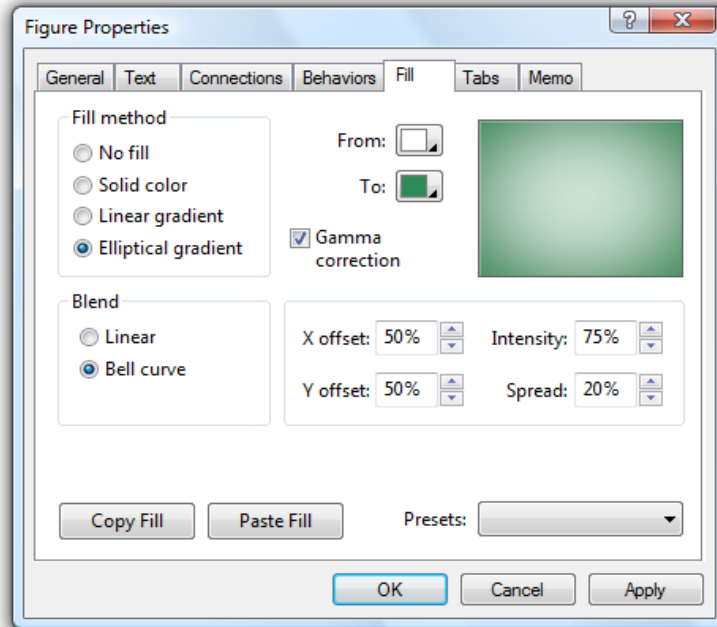 Figure Properties
General Text Connections Behaviors Fill Tabs Memo
Fill method
No fill
Solid color
Linear gradient
Elliptical gradient
From:
To:
Gamma
correction
Blend
Linear
Bell curve
X offset: 50% Intensity: 75%
Y offset: 50% Spread: 20%
Copy Fill Paste Fill Presets:
OK Cancel Apply